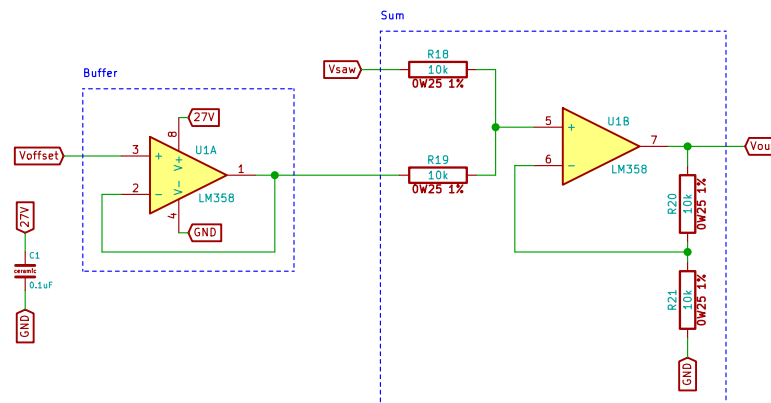 Sum
Buffer
R18
Vsaw
10k
0W25 1%
27V
8
U1A
V+
Voffset
3
+
1
2
-
V-
LM358
4
GND
R19
10k
0W25 1%
5
+
U1B
7
6
-
LM358
Vou
R20
10k
0W25 1%
R21
10k
0W25 1%
GND
27V
C1
ceramic
0.1uF
GND